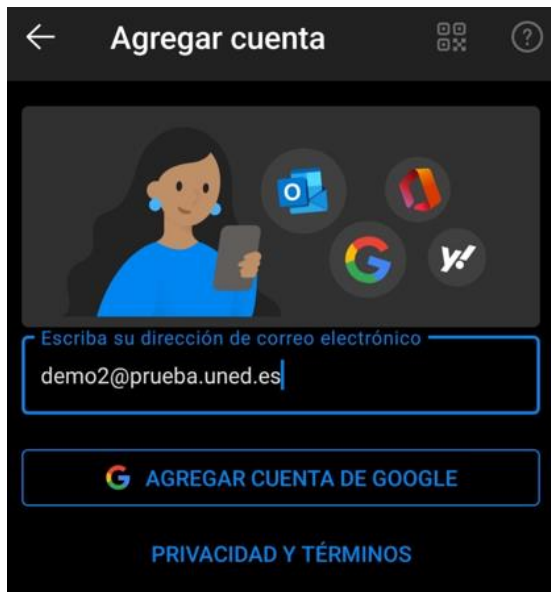 Agregar cuenta
Escriba su dirección de correo electrónico
demo2@prueba.uned.es
AGREGAR CUENTA DE GOOGLE
PRIVACIDAD Y TÉRMINOS